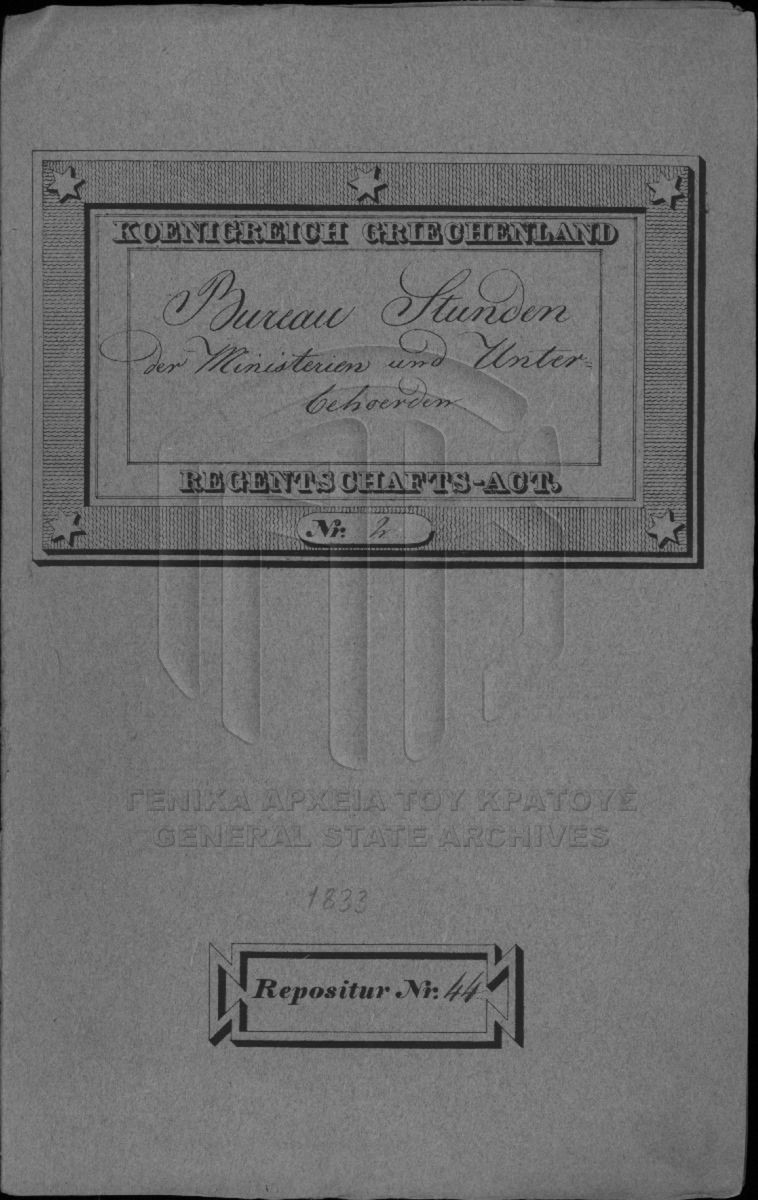 KOENIGREICH GRIECHENLAND
Bureau Stunden
der Ministerien und Unter=
behoerden
REGENTSCHAFTS-ACT.
Nr. 2
ΓΕΝΙΚΑ ΑΡΧΕΙΑ ΤΟΥ ΚΡΑΤΟΥΣ
GENERAL STATE ARCHIVES
1833
Repositur Nr. 44